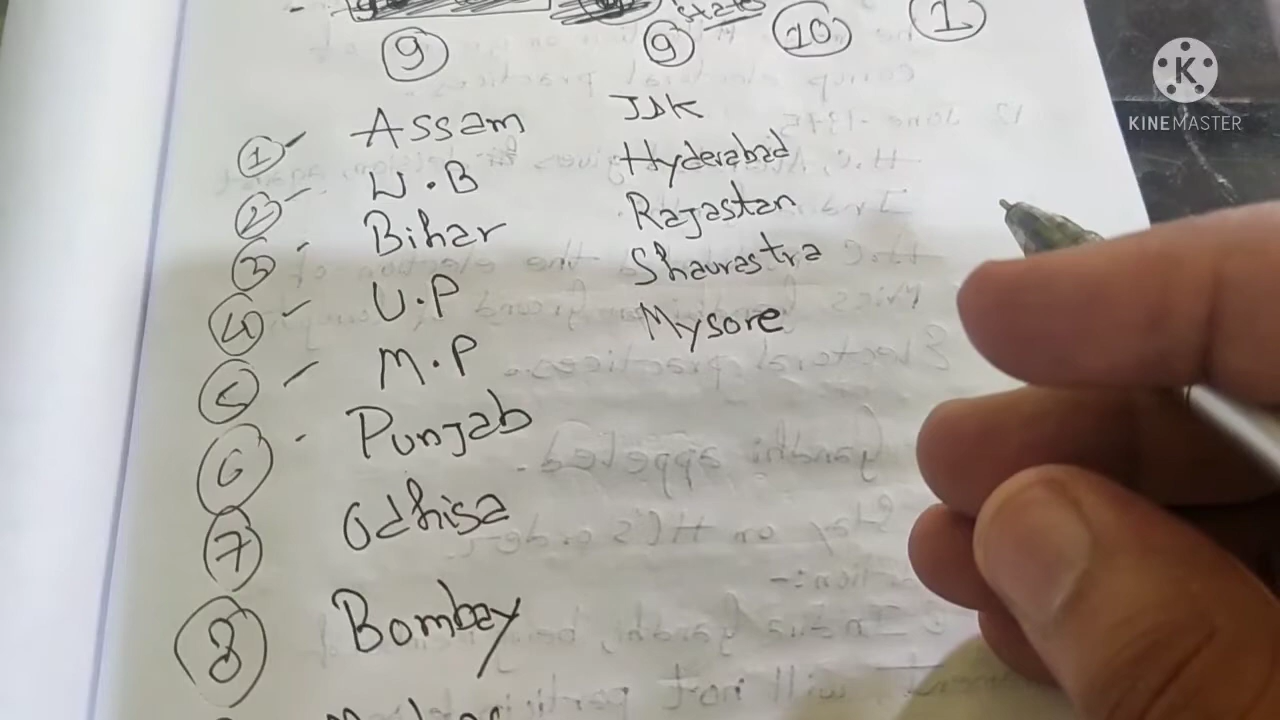 State
9 9 10 1
1 Assam J&K
2 W.B Hyderabad
3 Bihar Rajastan
4 U.P Shaurastra
5 M.P Mysore
6 Punjab
7 Odhisa
8 Bombay
K
KINEMASTER